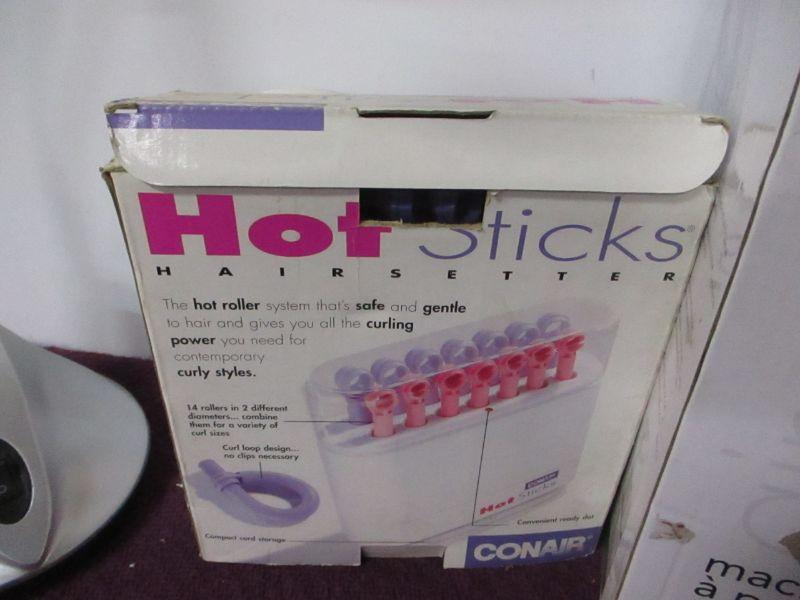 Hot Sticks®
HAIRSETTER
The hot roller system that's safe and gentle
to hair and gives you all the curling
power you need for
contemporary
curly styles.
14 rollers in 2 different
diameters... combine
them for a variety of
curl sizes
Curl loop design...
no clips necessary
CONAIR
Hot Sticks
Convenient ready dot
Compact cord storage
CONAIR®
mac
à